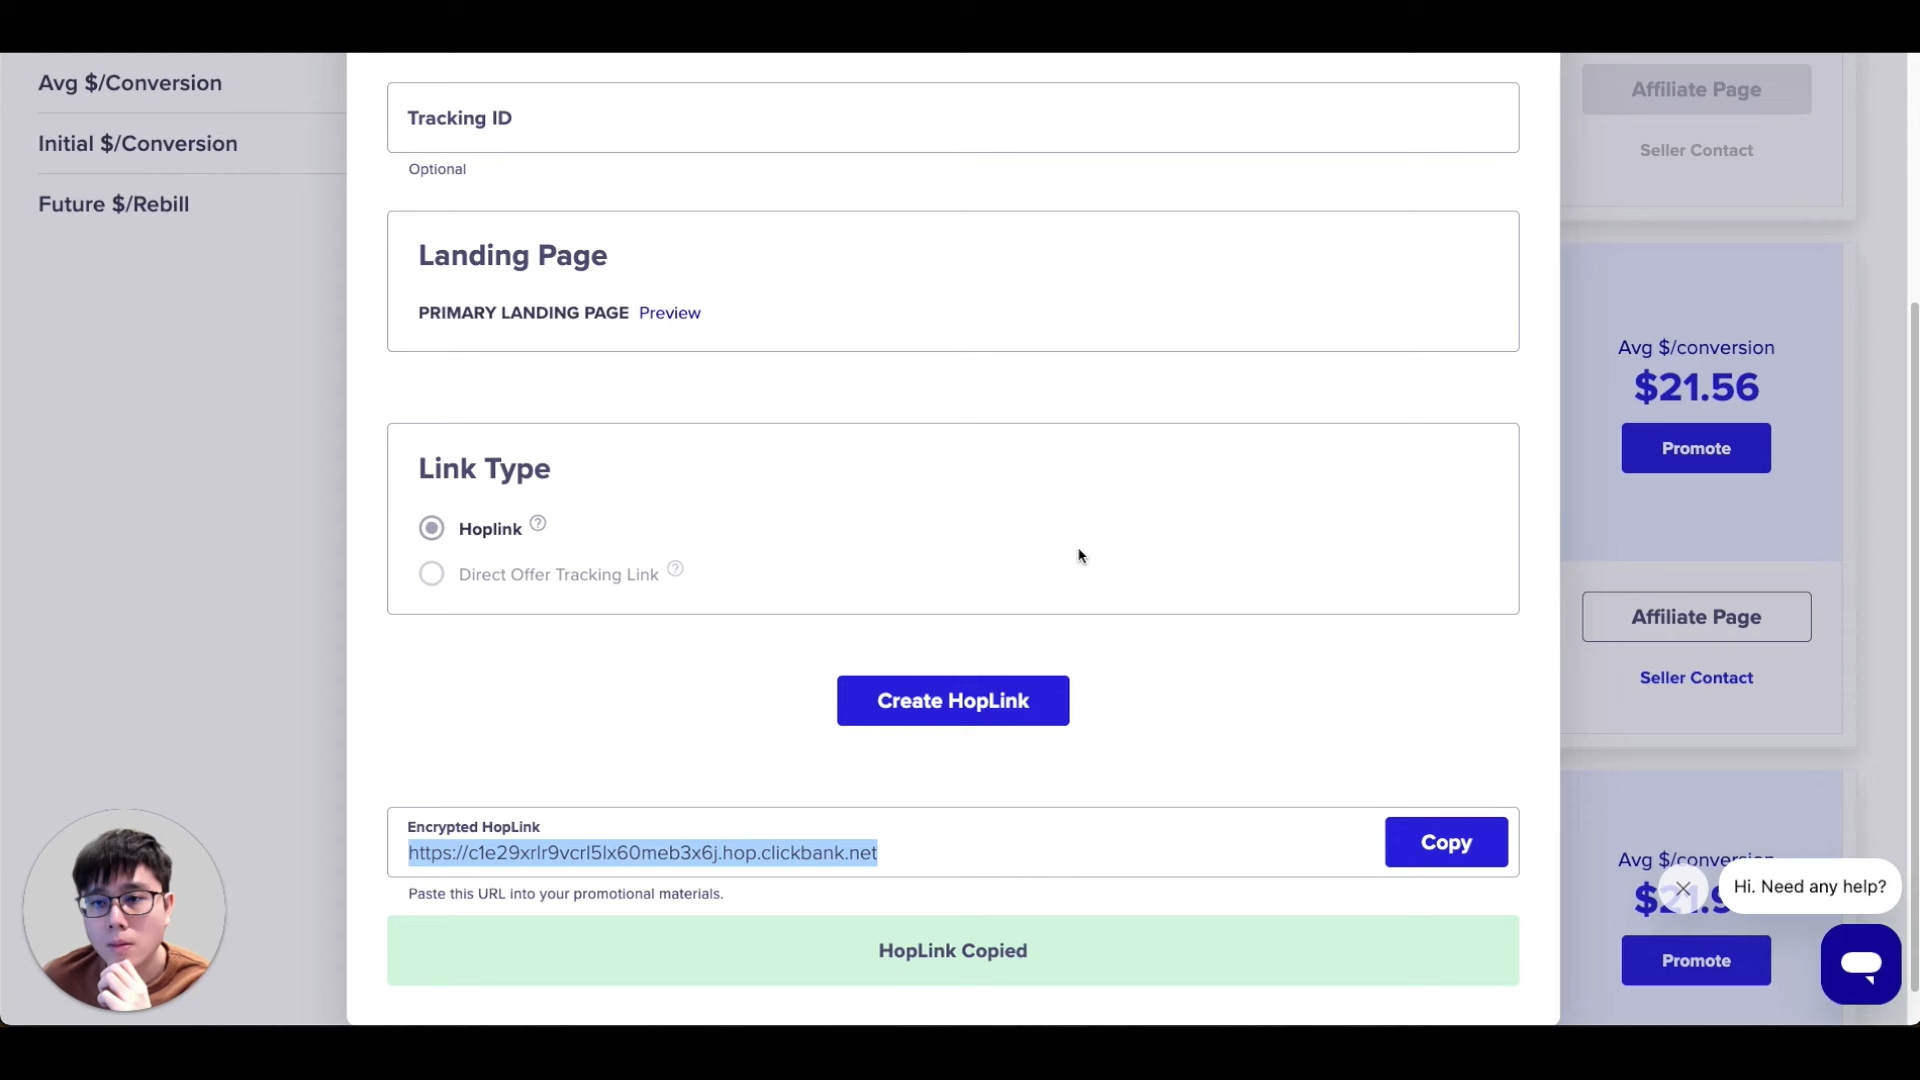 Avg $/Conversion
Initial $/Conversion
Future $/Rebill
Tracking ID
Optional
Landing Page
PRIMARY LANDING PAGE Preview
Link Type
Hoplink
Direct Offer Tracking Link
Create HopLink
Encrypted HopLink
https://c1e29xrlr9vcrl5lx60meb3x6j.hop.clickbank.net
Copy
Paste this URL into your promotional materials.
HopLink Copied
Affiliate Page
Seller Contact
Avg $/conversion
$21.56
Promote
Affiliate Page
Seller Contact
Avg $/conversion
Hi. Need any help?
Promote